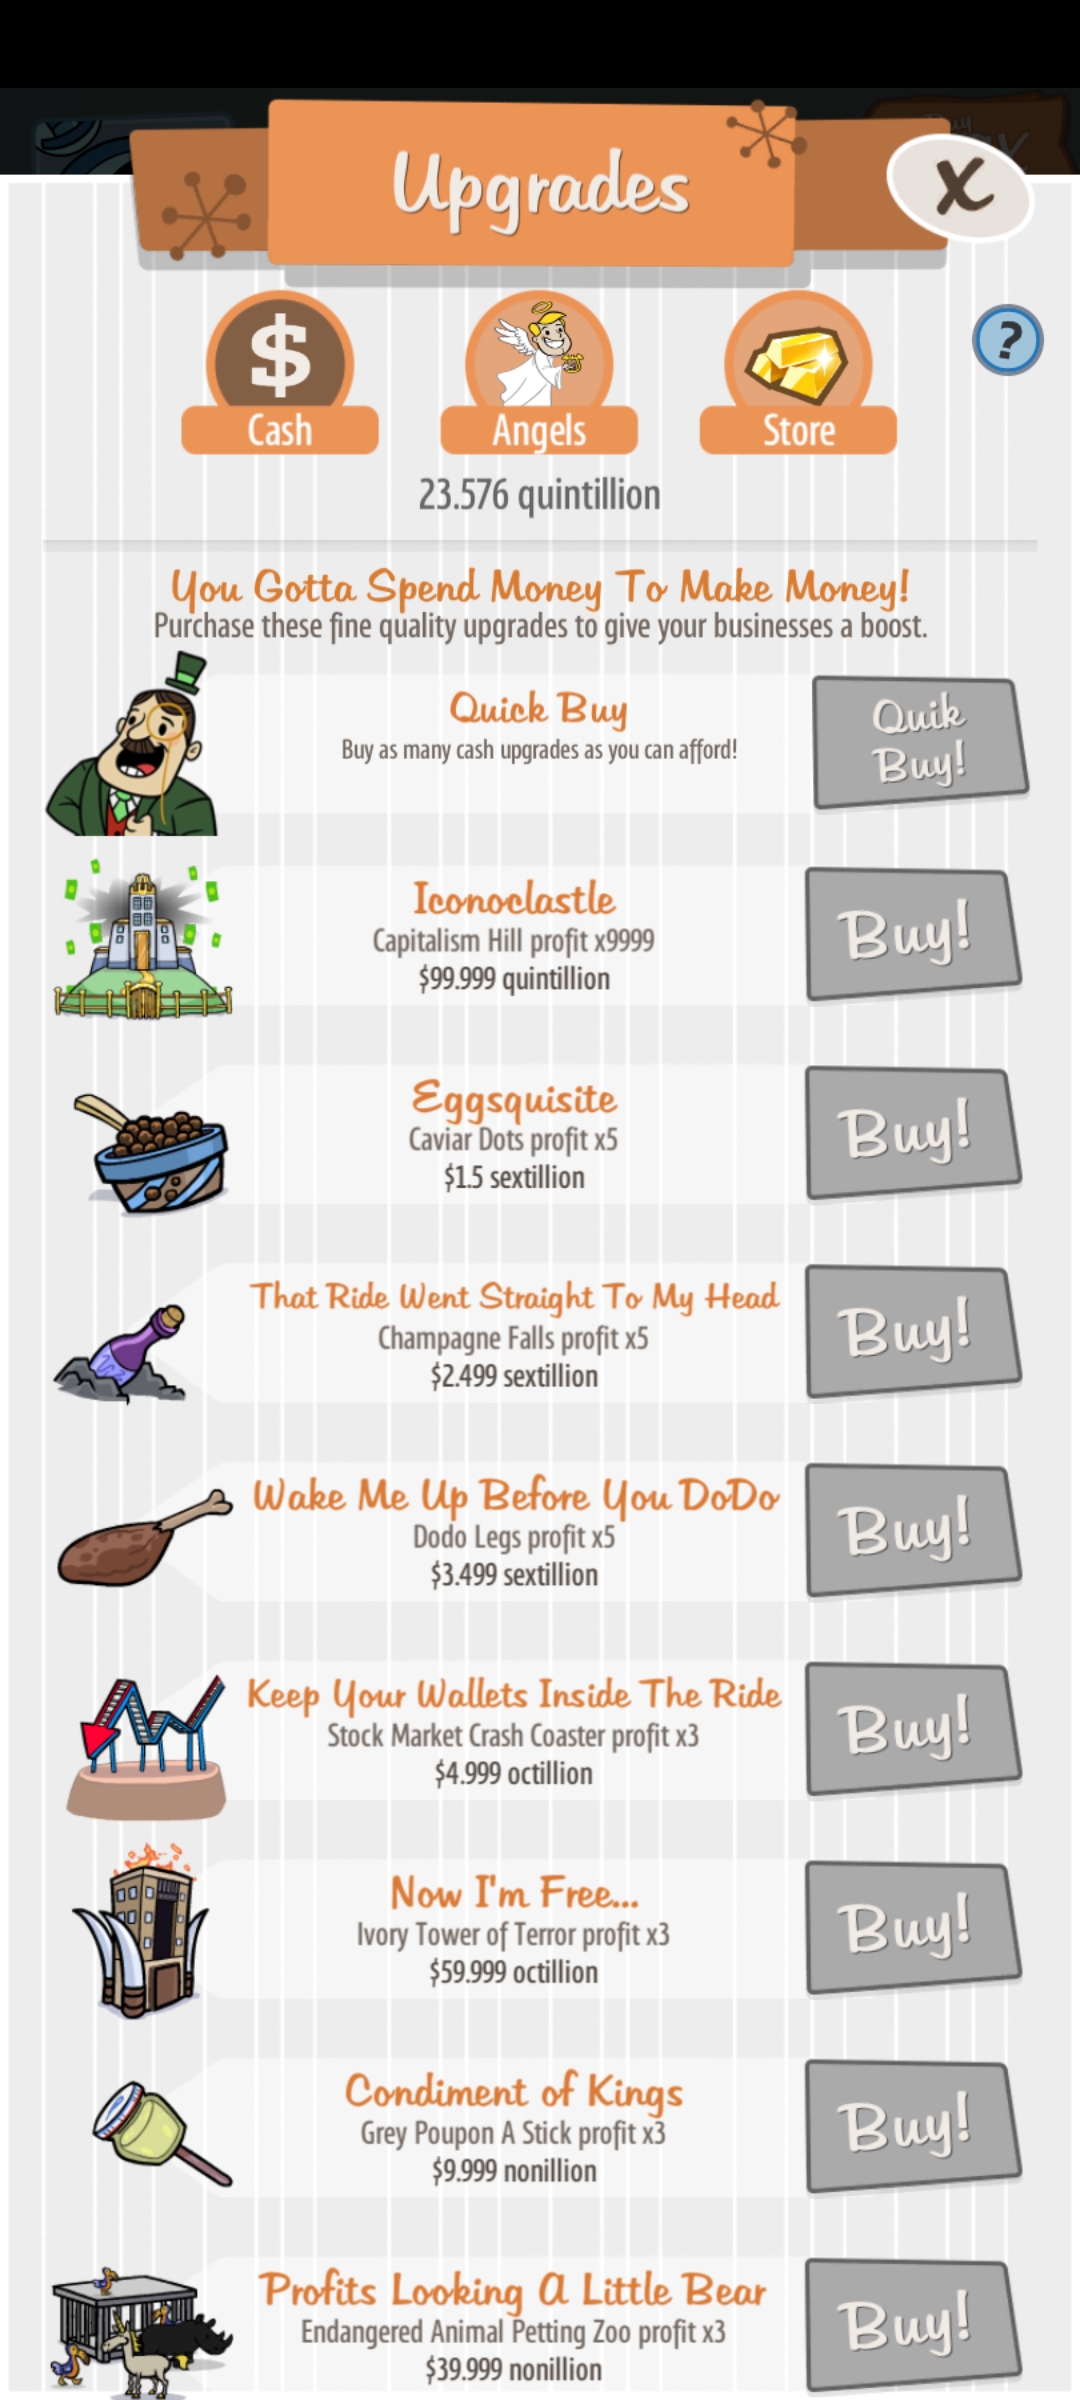 Upgrades
X
$
?
Cash
Angels
Store
23.576 quintillion
You Gotta Spend Money To Make Money!
Purchase these fine quality upgrades to give your businesses a boost.
Quick Buy
Buy as many cash upgrades as you can afford!
Quik
Buy!
Iconoclastle
Capitalism Hill profit x9999
$99.999 quintillion
Buy!
Eggsquisite
Caviar Dots profit x5
$1.5 sextillion
Buy!
That Ride Went Straight To My Head
Champagne Falls profit x5
$2.499 sextillion
Buy!
Wake Me Up Before You DoDo
Dodo Legs profit x5
$3.499 sextillion
Buy!
Keep Your Wallets Inside The Ride
Stock Market Crash Coaster profit x3
$4.999 octillion
Buy!
Now I'm Free...
Ivory Tower of Terror profit x3
$59.999 octillion
Buy!
Condiment of Kings
Grey Poupon A Stick profit x3
$9.999 nonillion
Buy!
Profits Looking A Little Bear
Endangered Animal Petting Zoo profit x3
$39.999 nonillion
Buy!